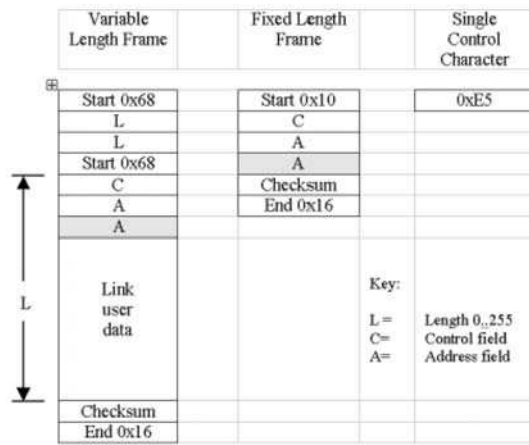 Variable
Length Frame
Fixed Length
Frame
Single
Control
Character
Start 0x68
L
L
Start 0x68
C
A
A
Link
user
data
Checksum
End 0x16
L
Start 0x10
C
A
A
Checksum
End 0x16
0xE5
Key:
L = Length 0..255
C= Control field
A= Address field